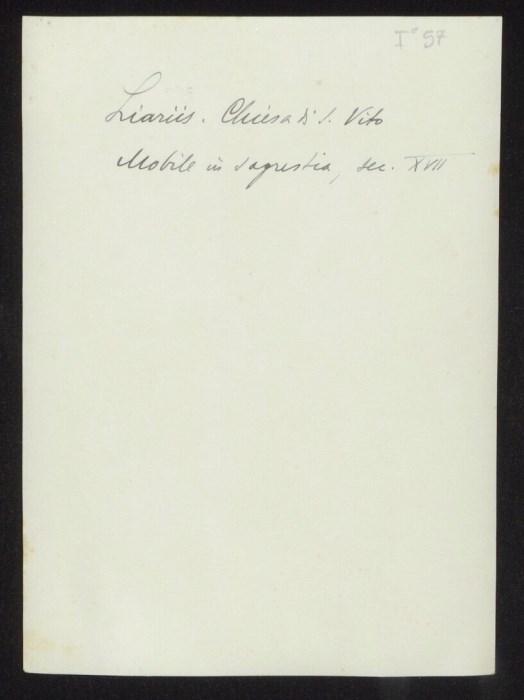 I° 57
Liariis. Chiesa di S. Vito
Mobile in sagrestia, sec. XVII